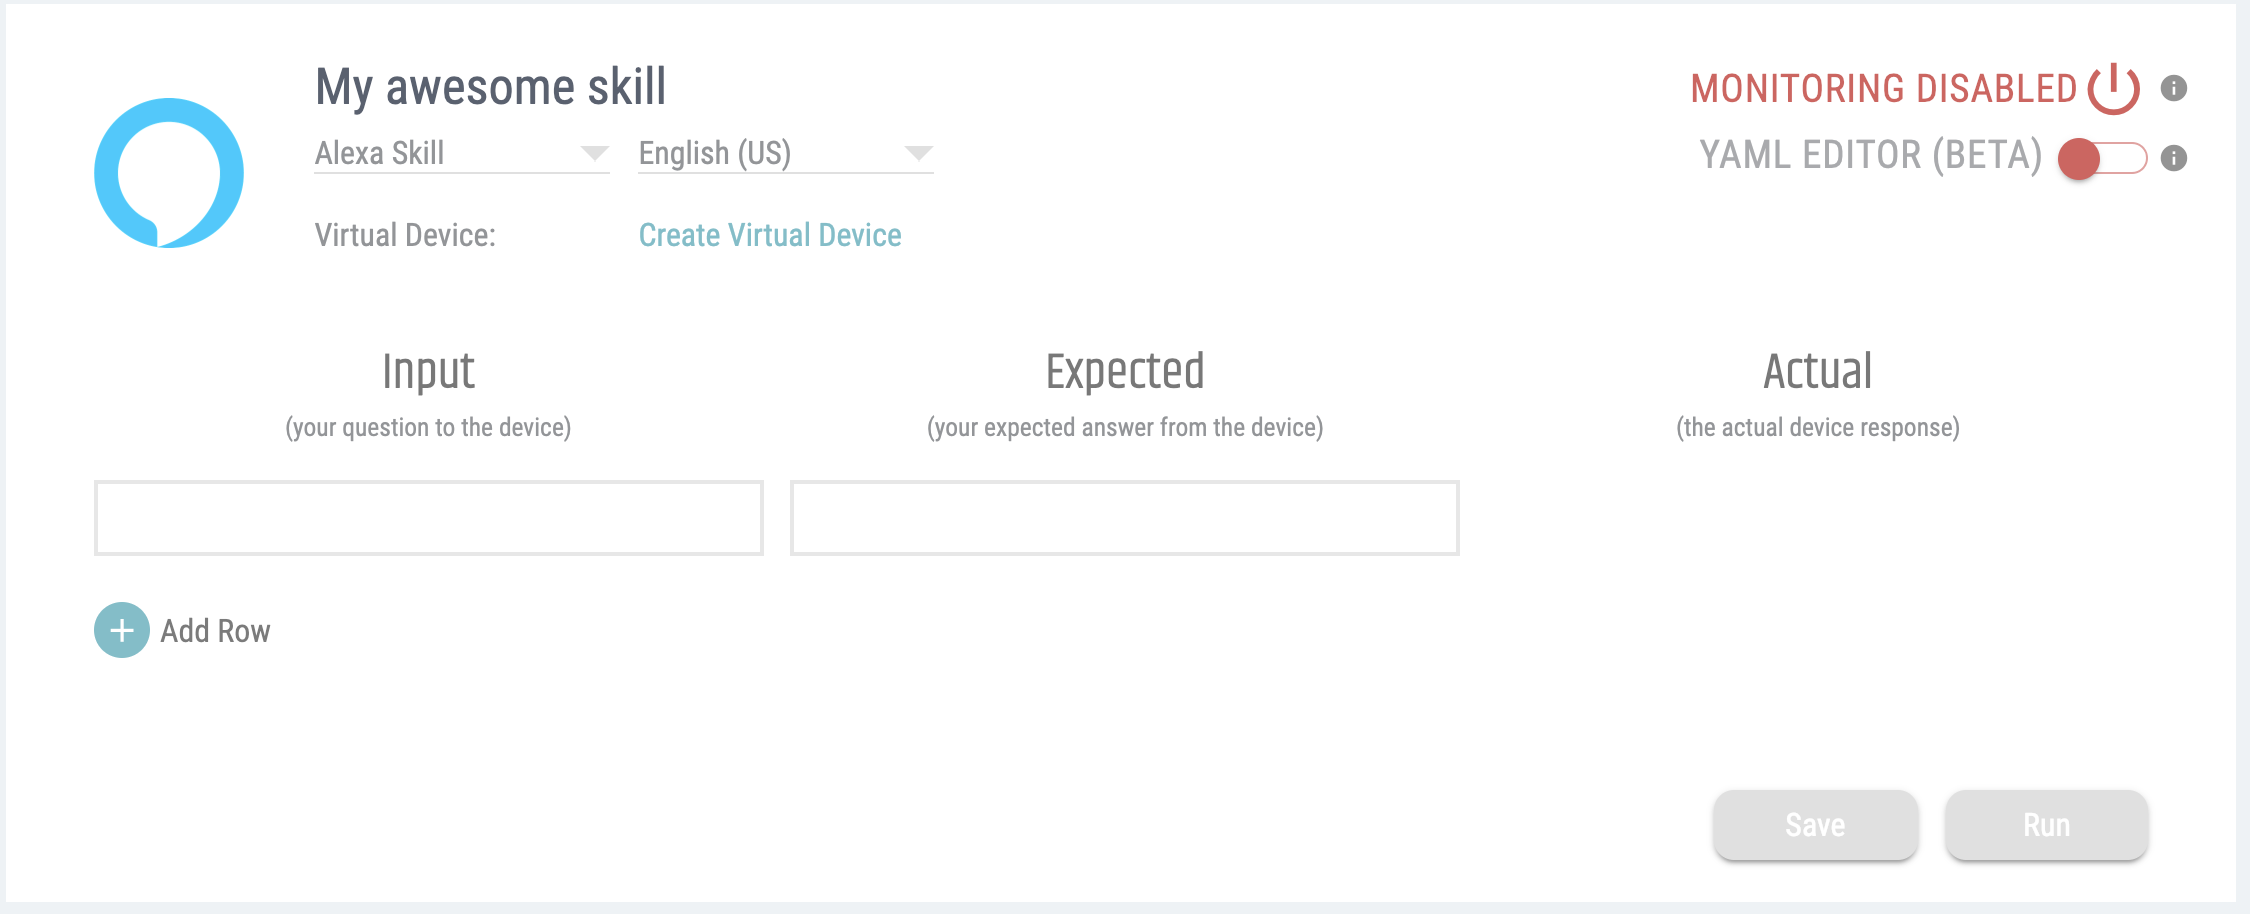 My awesome skill
MONITORING DISABLED
Alexa Skill
English (US)
YAML EDITOR (BETA)
Virtual Device:
Create Virtual Device
Input
Expected
Actual
(your question to the device)
(your expected answer from the device)
(the actual device response)
Add Row
Save
Run